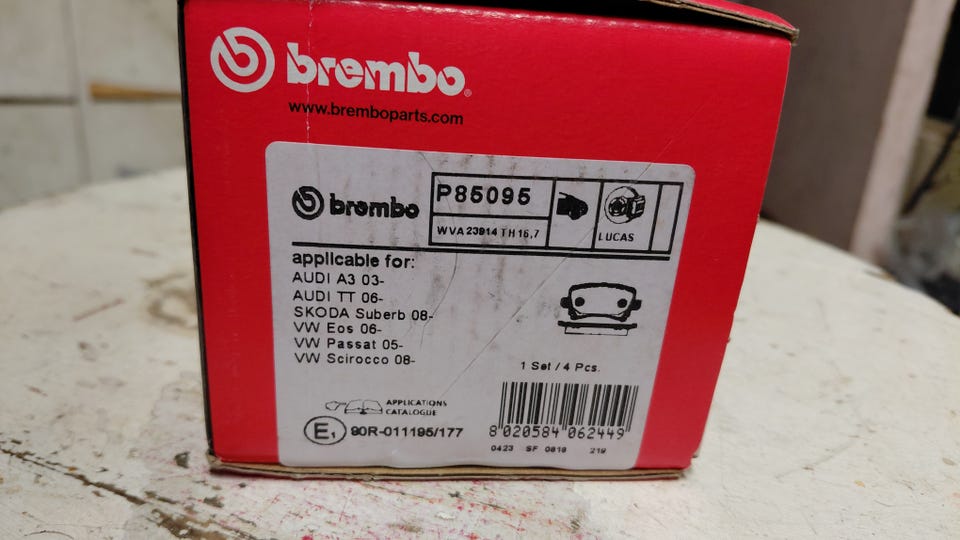 brembo®
www.bremboparts.com
brembo
P85095
WVA 23914 TH 16,7
LUCAS
applicable for:
AUDI A3 03-
AUDI TT 06-
SKODA Suberb 08-
VW Eos 06-
VW Passat 05-
VW Scirocco 08-
1 Set / 4 Pcs.
APPLICATIONS
CATALOGUE
E1 90R-011195/177
8 020584 062449
0423 SF 0818 219